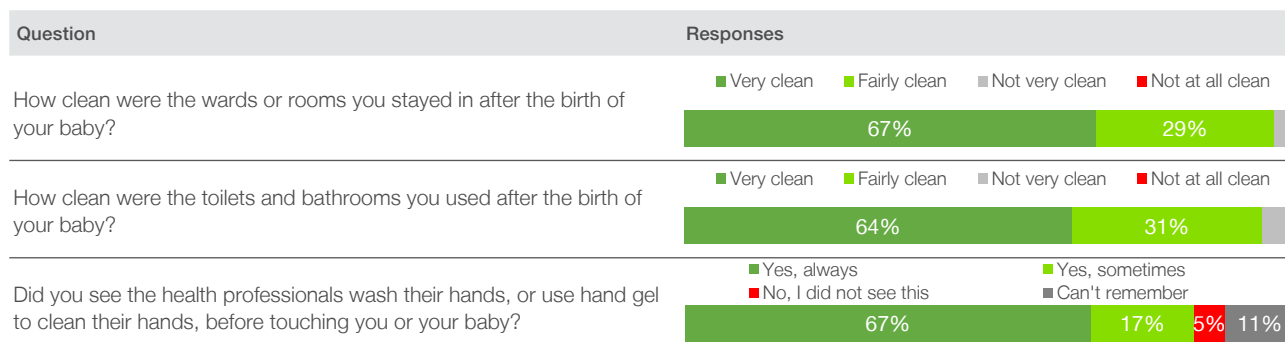 Question Responses
Very clean Fairly clean Not very clean Not at all clean
How clean were the wards or rooms you stayed in after the birth of
your baby?
67% 29%
Very clean Fairly clean Not very clean Not at all clean
How clean were the toilets and bathrooms you used after the birth of
your baby?
64% 31%
Yes, always Yes, sometimes
No, I did not see this Can't remember
Did you see the health professionals wash their hands, or use hand gel
to clean their hands, before touching you or your baby?
67% 17% 5% 11%